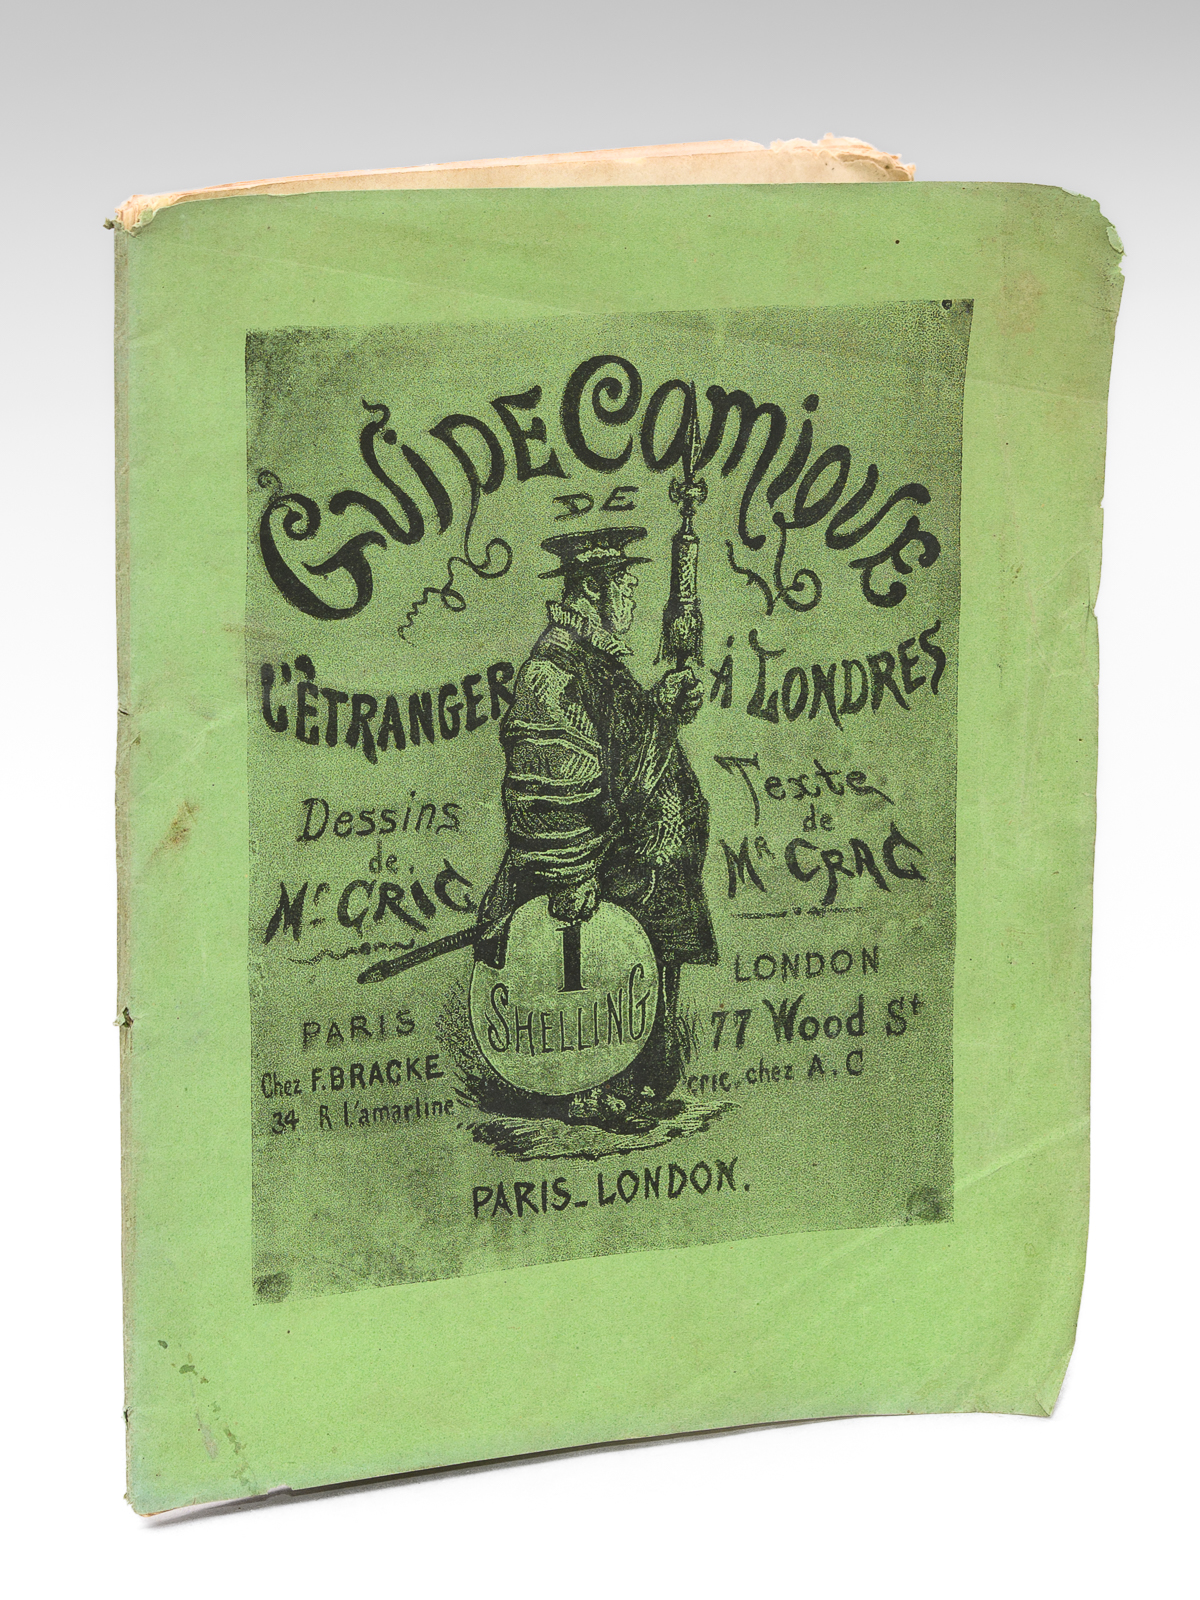 GUIDE COMIQUE
DE
L'ÉTRANGER À LONDRES
Dessins
de
Mr CRIC
Texte
de
MR CRAC
1
SHELLING
PARIS
Chez F. BRACKE
34 R l'amartine
LONDON
77 Wood St
cric. chez A. C
PARIS_LONDON.